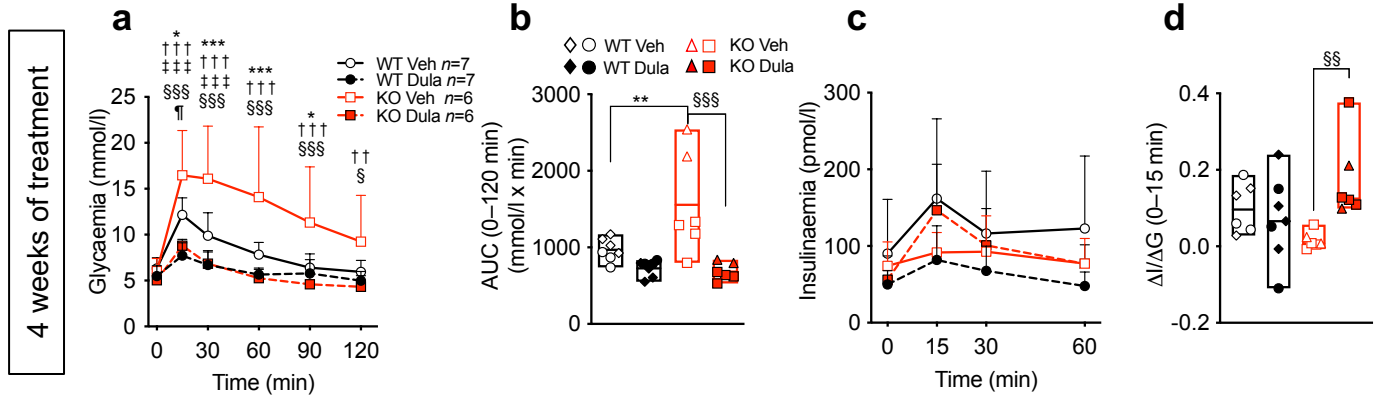 4 weeks of treatment
a
*
†††
‡‡‡
§§§
¶
***
†††
‡‡‡
§§§
***
†††
§§§
*
†††
§§§
††
§
WT Veh n=7
WT Dula n=7
KO Veh n=6
KO Dula n=6
Glycaemia (mmol/l)
25
20
15
10
5
0
0 30 60 90 120
Time (min)
b
WT Veh
WT Dula
KO Veh
KO Dula
** §§§
AUC (0–120 min)
(mmol/l x min)
3000
2000
1000
0
c
Insulinaemia (pmol/l)
300
200
100
0
0 15 30 60
Time (min)
d
§§
ΔI/ΔG (0–15 min)
0.4
0.2
0.0
-0.2